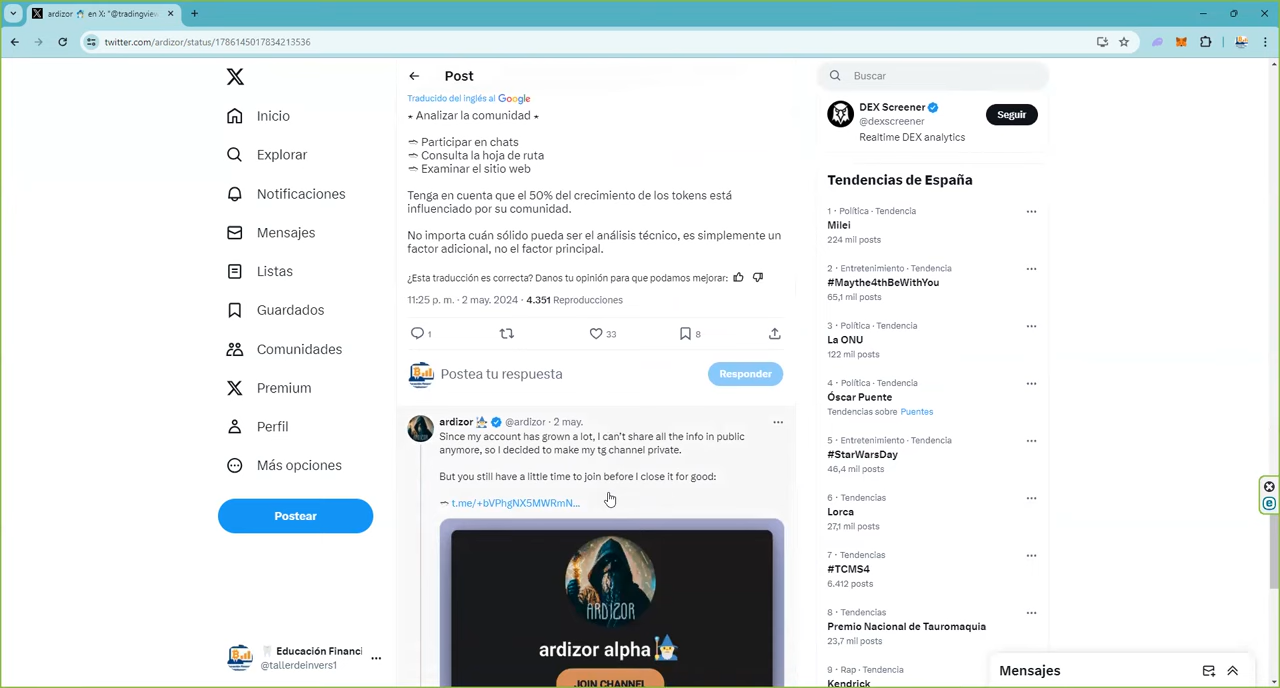 ardizor en X: "@tradingview
twitter.com/ardizor/status/1786145017834213536
Inicio
Explorar
Notificaciones
Mensajes
Listas
Guardados
Comunidades
Premium
Perfil
Más opciones
Postear
Educación Financi
@tallerdeinvers1
Post
Traducido del inglés al Google
⋆ Analizar la comunidad ⋆
Participar en chats
Consulta la hoja de ruta
Examinar el sitio web
Tenga en cuenta que el 50% del crecimiento de los tokens está
influenciado por su comunidad.
No importa cuán sólido pueda ser el análisis técnico, es simplemente un
factor adicional, no el factor principal.
¿Esta traducción es correcta? Danos tu opinión para que podamos mejorar:
11:25 p. m. · 2 may. 2024 · 4.351 Reproducciones
1 33 8
Postea tu respuesta
Responder
ardizor @ardizor · 2 may.
Since my account has grown a lot, I can't share all the info in public
anymore, so I decided to make my tg channel private.
But you still have a little time to join before I close it for good:
t.me/+bVPhgNX5MWRmN...
ARDIZOR
ardizor alpha
JOIN CHANNEL
Buscar
DEX Screener
@dexscreener
Realtime DEX analytics
Seguir
Tendencias de España
1 · Política · Tendencia
Milei
224 mil posts
2 · Entretenimiento · Tendencia
#Maythe4thBeWithYou
65,1 mil posts
3 · Política · Tendencia
La ONU
122 mil posts
4 · Política · Tendencia
Óscar Puente
Tendencias sobre Puentes
5 · Entretenimiento · Tendencia
#StarWarsDay
46,4 mil posts
6 · Tendencias
Lorca
27,1 mil posts
7 · Tendencias
#TCMS4
6.412 posts
8 · Tendencias
Premio Nacional de Tauromaquia
23,7 mil posts
9 · Rap · Tendencia
Kendrick
Mensajes